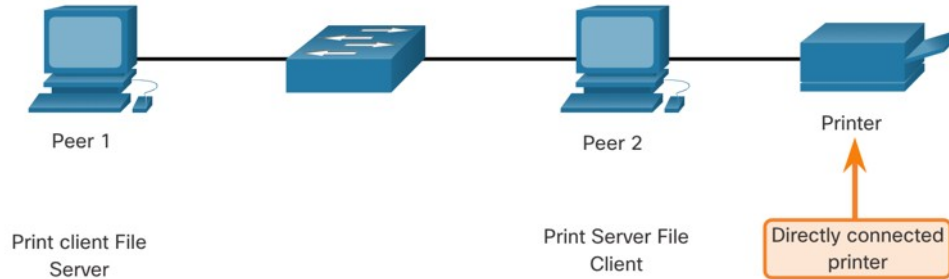 Peer 1
Peer 2
Printer
Print client File
Server
Print Server File
Client
Directly connected
printer